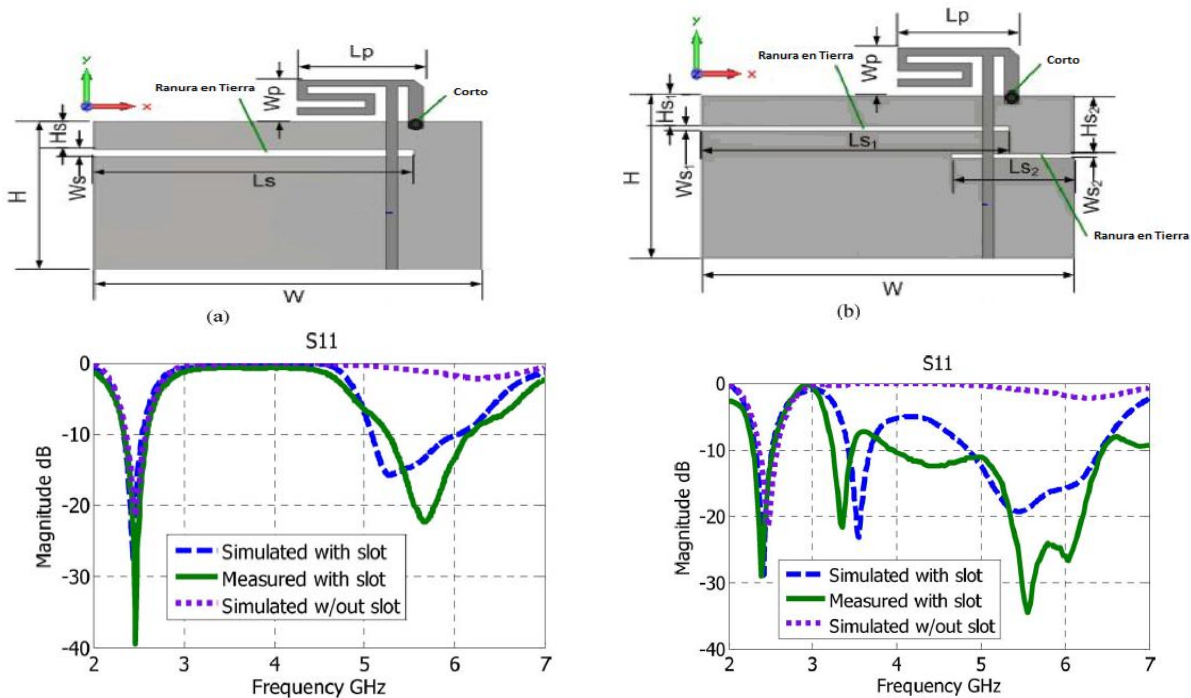 Y
X
Lp
Ranura en Tierra
Wp
Corto
Hs
Ws
H
Ls
W
(a)
Y
X
Lp
Ranura en Tierra
Wp
Corto
Hs₁
Hs₂
Ls₁
Ws₁
H
Ls₂
Ws₂
Ranura en Tierra
W
(b)
S11
Magnitude dB
0
-10
-20
-30
-40
Simulated with slot
Measured with slot
Simulated w/out slot
2 3 4 5 6 7
Frequency GHz
S11
Magnitude dB
0
-10
-20
-30
-40
Simulated with slot
Measured with slot
Simulated w/out slot
2 3 4 5 6 7
Frequency GHz